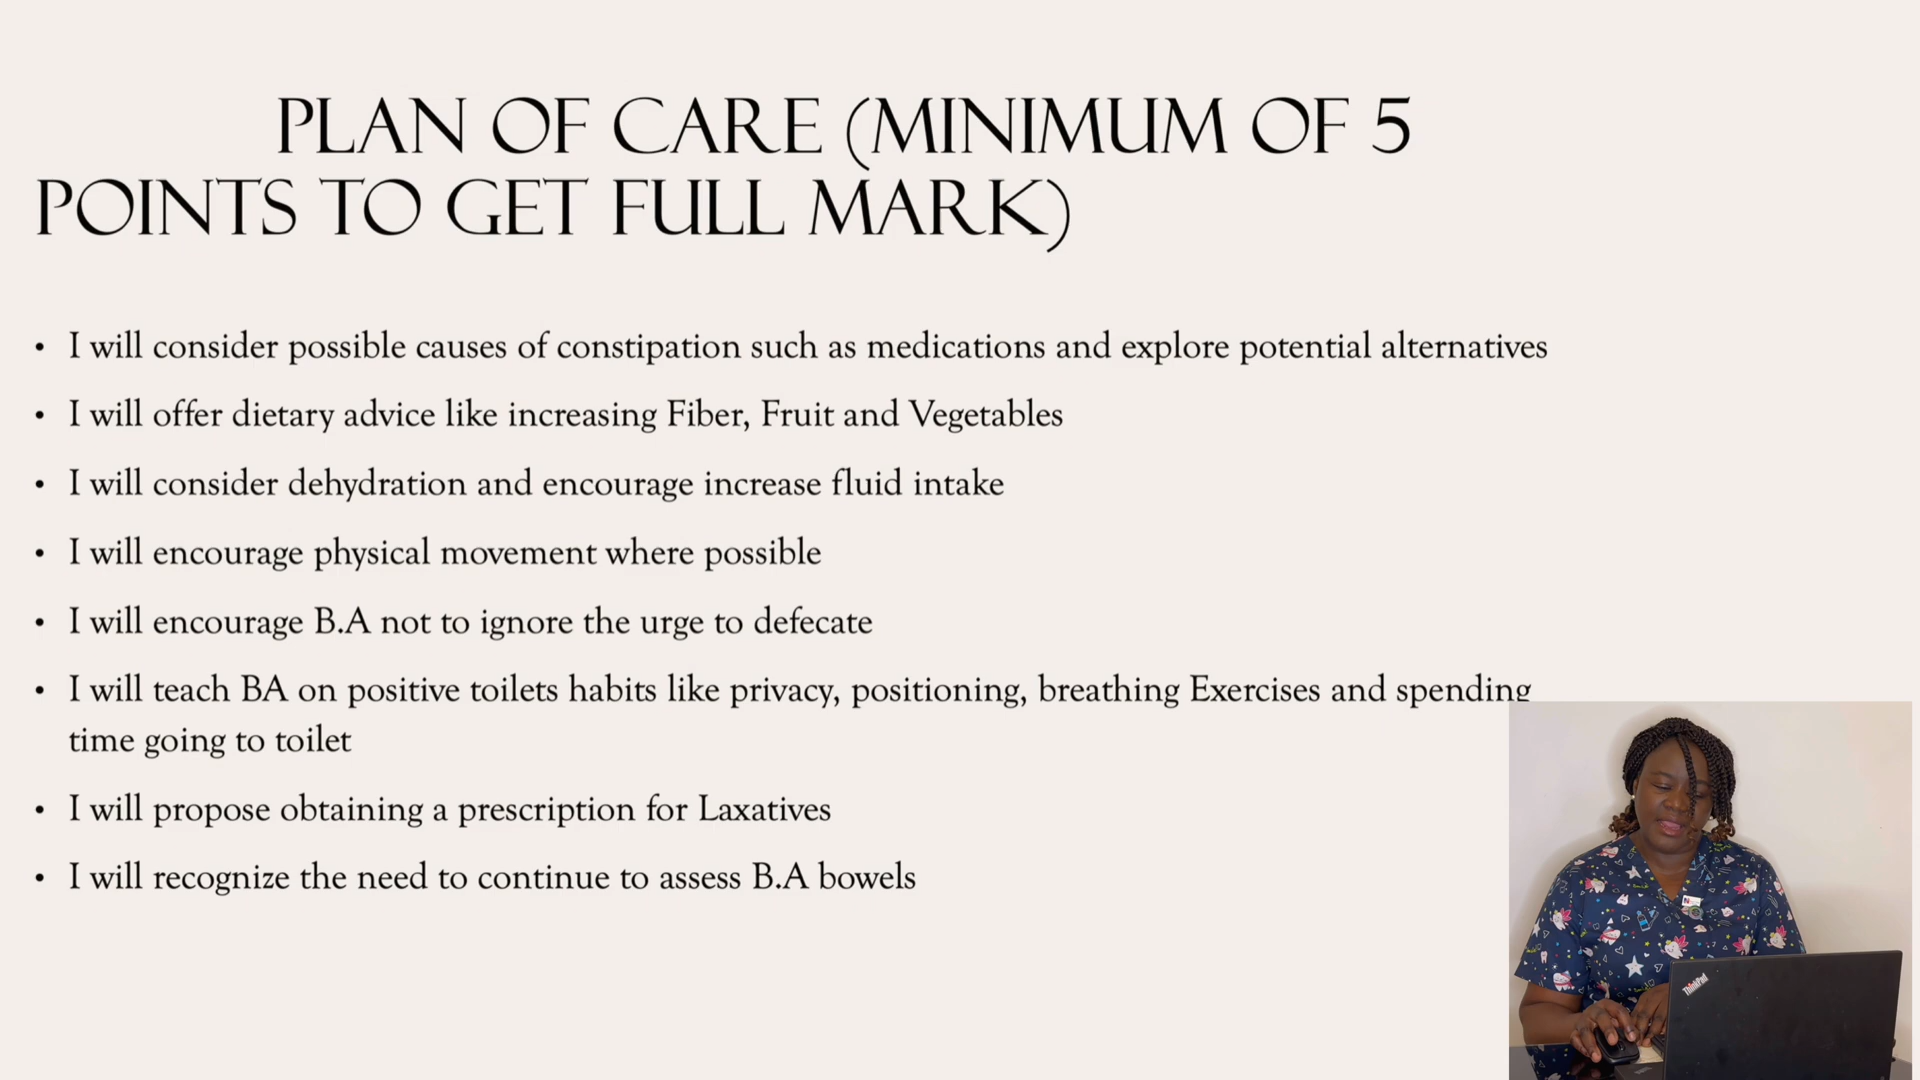 PLAN OF CARE (MINIMUM OF 5
POINTS TO GET FULL MARK)
• I will consider possible causes of constipation such as medications and explore potential alternatives
• I will offer dietary advice like increasing Fiber, Fruit and Vegetables
• I will consider dehydration and encourage increase fluid intake
• I will encourage physical movement where possible
• I will encourage B.A not to ignore the urge to defecate
• I will teach BA on positive toilets habits like privacy, positioning, breathing Exercises and spending
time going to toilet
• I will propose obtaining a prescription for Laxatives
• I will recognize the need to continue to assess B.A bowels
ThinkPad